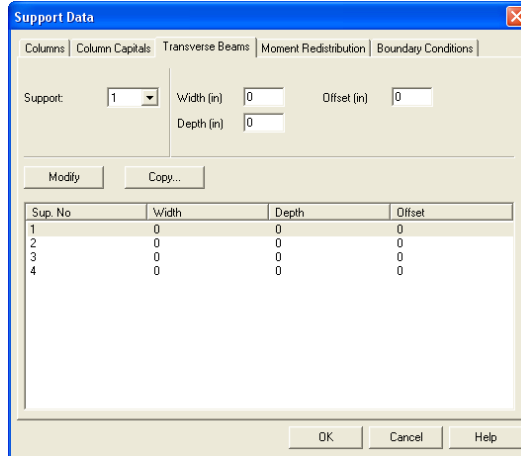 Support Data
Columns Column Capitals Transverse Beams Moment Redistribution Boundary Conditions
Support: 1 Width (in) 0 Offset (in) 0
Depth (in) 0
Modify Copy...
Sup. No Width Depth Offset
1 0 0 0
2 0 0 0
3 0 0 0
4 0 0 0
OK Cancel Help